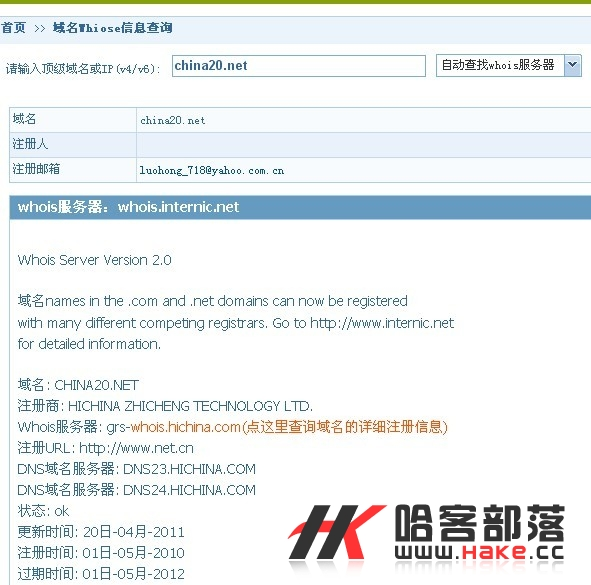 首页 >> 域名Whiose信息查询
请输入顶级域名或IP(v4/v6): china20.net 自动查找whois服务器
域名 china20.net
注册人
注册邮箱 luohong_718@yahoo.com.cn
whois服务器: whois.internic.net
Whois Server Version 2.0
域名names in the .com and .net domains can now be registered
with many different competing registrars. Go to http://www.internic.net
for detailed information.
域名: CHINA20.NET
注册商: HICHINA ZHICHENG TECHNOLOGY LTD.
Whois服务器: grs-whois.hichina.com(点这里查询域名的详细注册信息)
注册URL: http://www.net.cn
DNS域名服务器: DNS23.HICHINA.COM
DNS域名服务器: DNS24.HICHINA.COM
状态: ok
更新时间: 20日-04月-2011
注册时间: 01日-05月-2010
过期时间: 01日-05月-2012
HK 哈客部落
www.Hake.cc